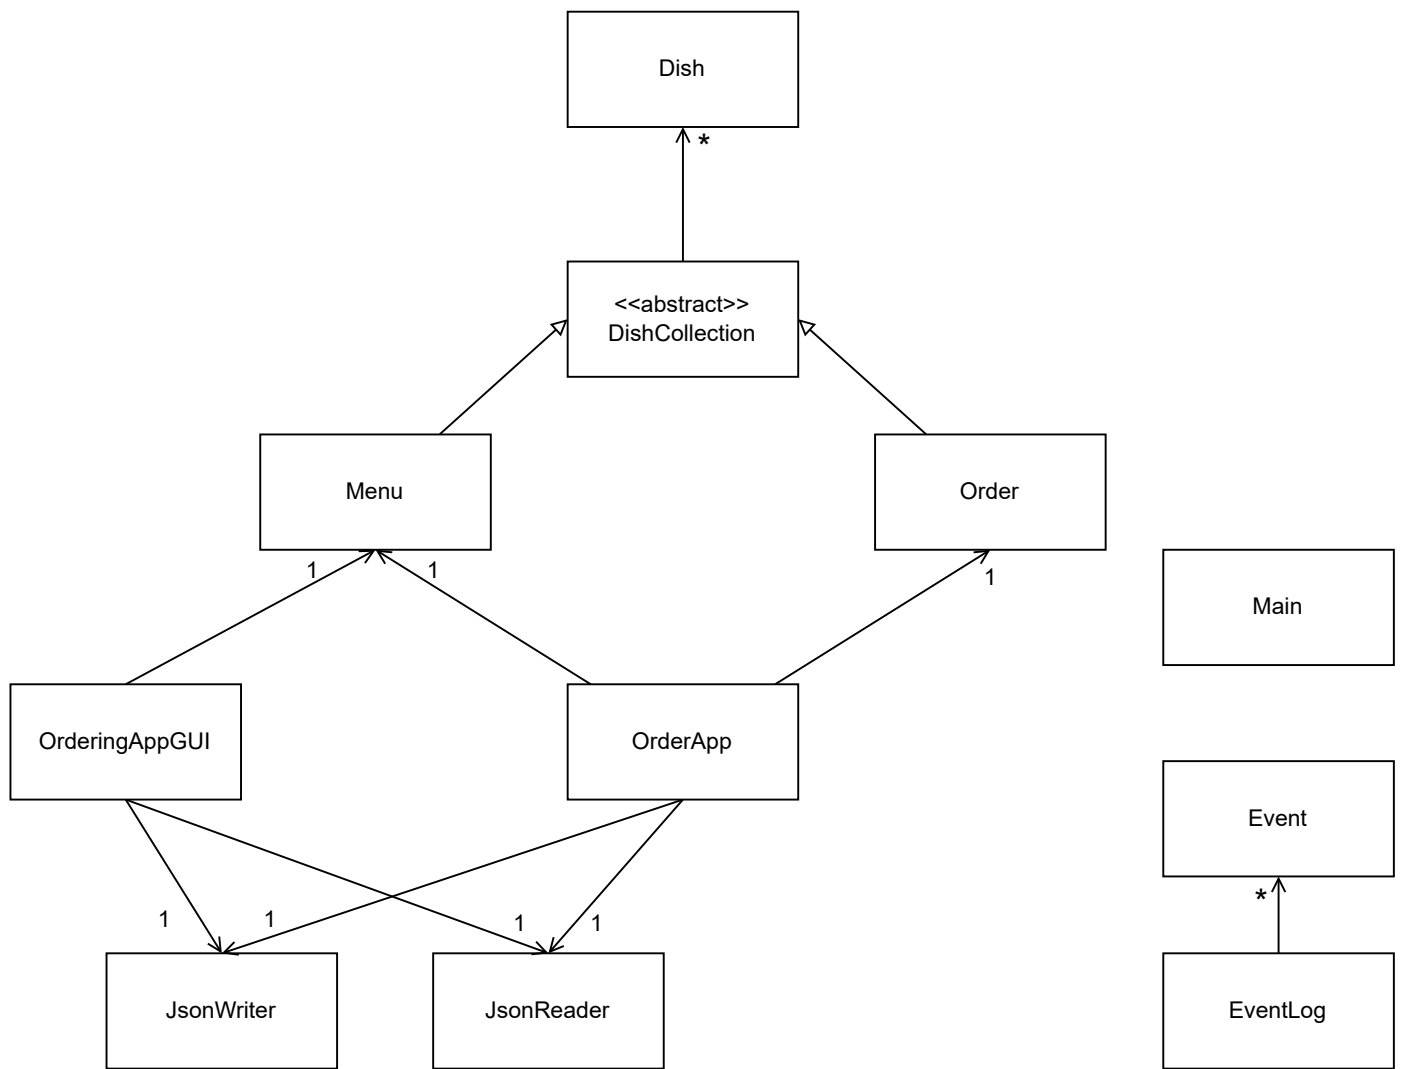 Dish
*
<<abstract>>
DishCollection
Menu
Order
1
1
1
Main
OrderingAppGUI
OrderApp
Event
*
1
1
1
1
JsonWriter
JsonReader
EventLog